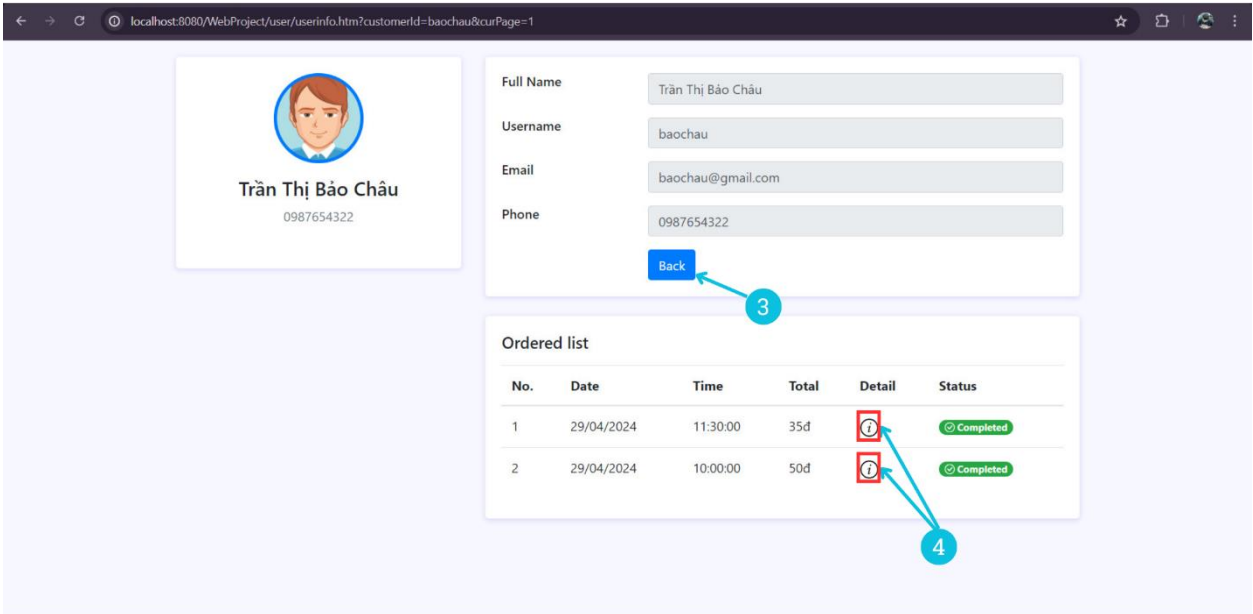 localhost:8080/WebProject/user/userinfo.htm?customerId=baochau&curPage=1
Trần Thị Bảo Châu
0987654322
Full Name
Trần Thị Bảo Châu
Username
baochau
Email
baochau@gmail.com
Phone
0987654322
Back
3
Ordered list
No. Date Time Total Detail Status
1 29/04/2024 11:30:00 35đ i Completed
2 29/04/2024 10:00:00 50đ i Completed
4